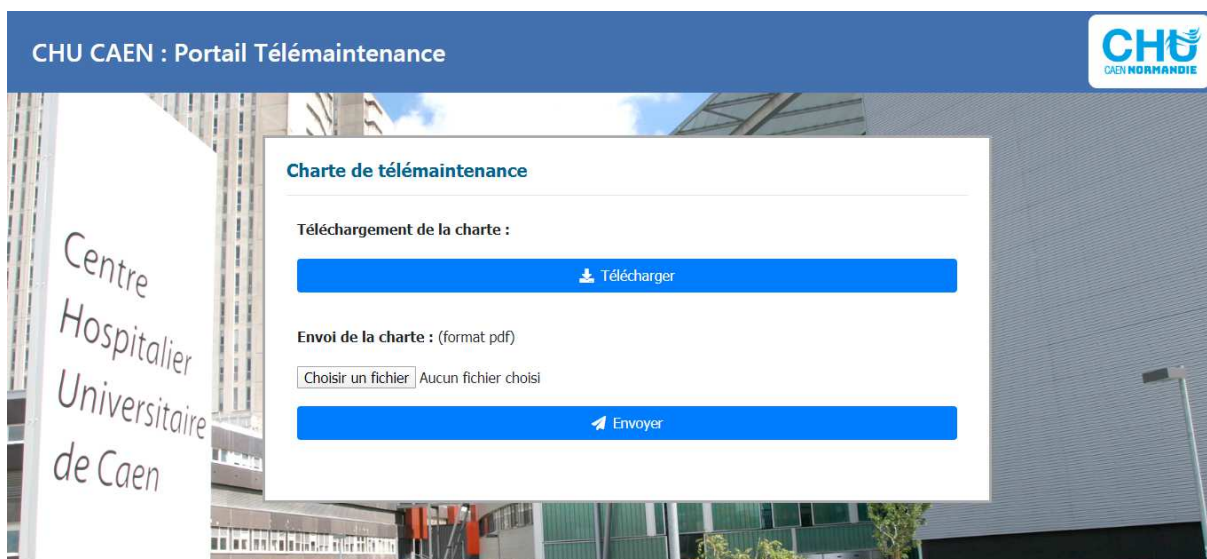 CHU CAEN : Portail Télémaintenance
CHU
CAEN NORMANDIE
Centre
Hospitalier
Universitaire
de Caen
Charte de télémaintenance
Téléchargement de la charte :
Télécharger
Envoi de la charte : (format pdf)
Choisir un fichier Aucun fichier choisi
Envoyer